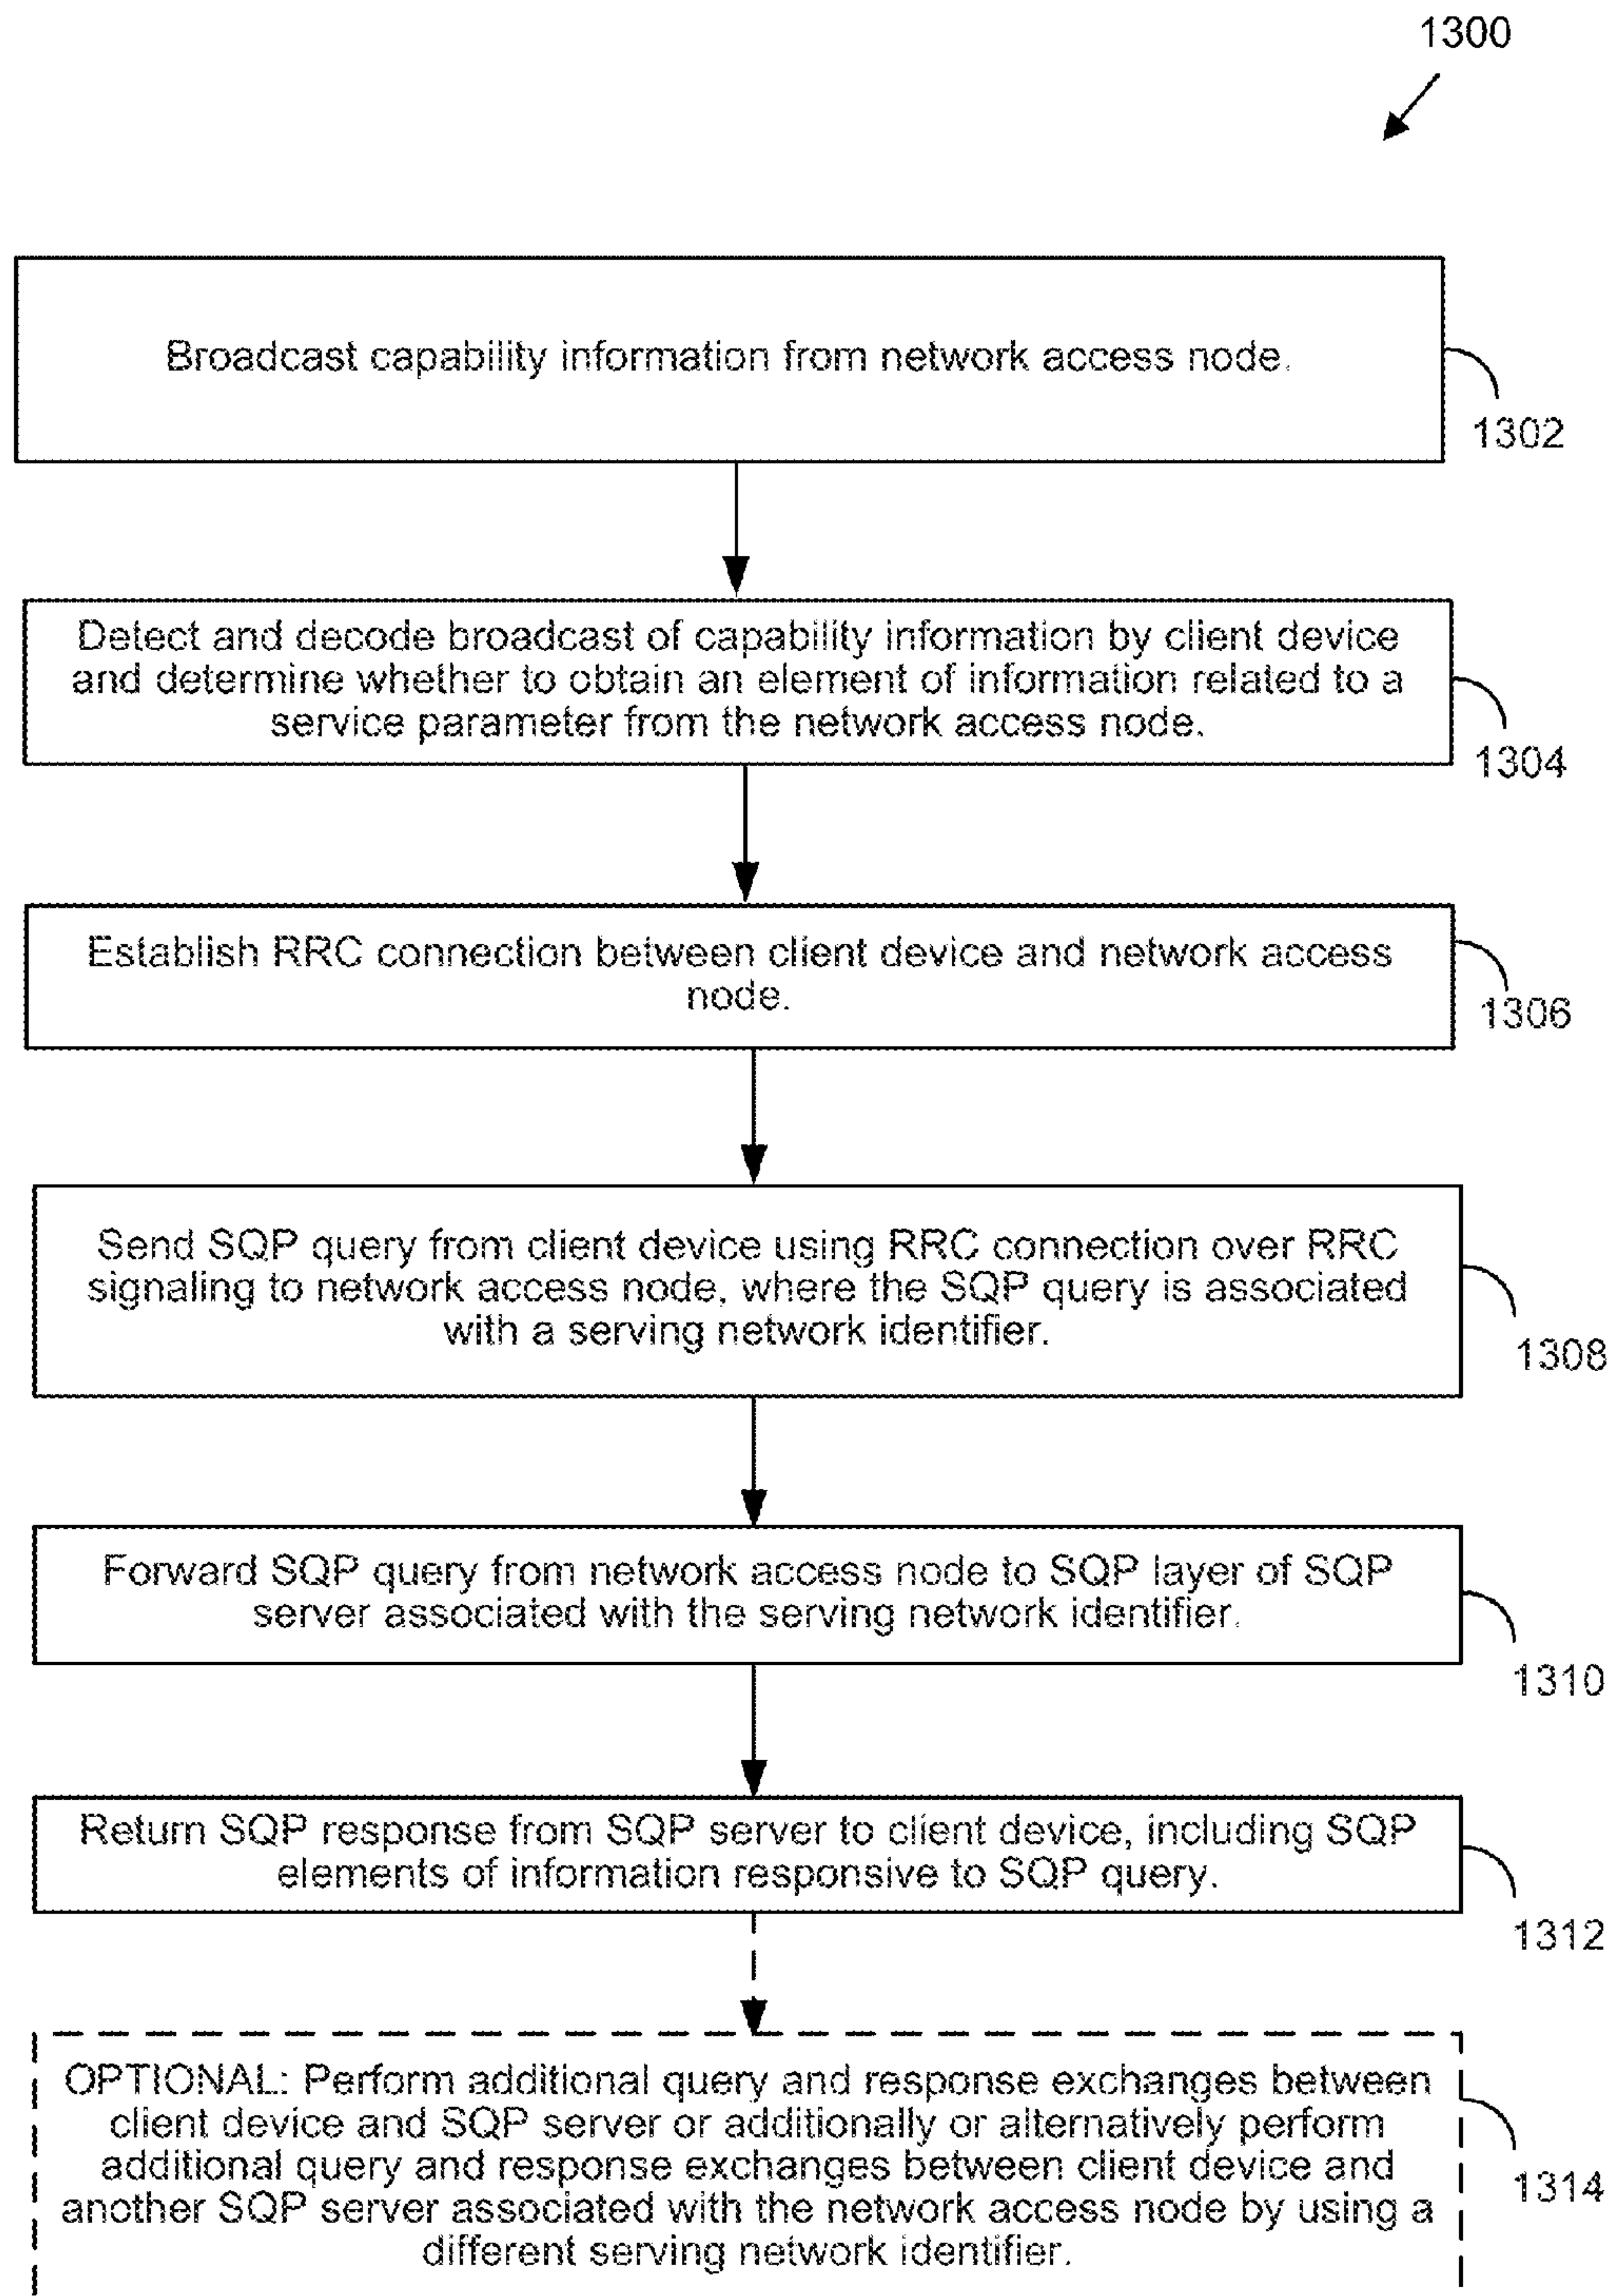 1300
Broadcast capability information from network access node.
1302
Detect and decode broadcast of capability information by client device
and determine whether to obtain an element of information related to a
service parameter from the network access node.
1304
Establish RRC connection between client device and network access
node.
1306
Send SQP query from client device using RRC connection over RRC
signaling to network access node, where the SQP query is associated
with a serving network identifier.
1308
Forward SQP query from network access node to SQP layer of SQP
server associated with the serving network identifier.
1310
Return SQP response from SQP server to client device, including SQP
elements of information responsive to SQP query.
1312
OPTIONAL: Perform additional query and response exchanges between
client device and SQP server or additionally or alternatively perform
additional query and response exchanges between client device and
another SQP server associated with the network access node by using a
different serving network identifier.
1314